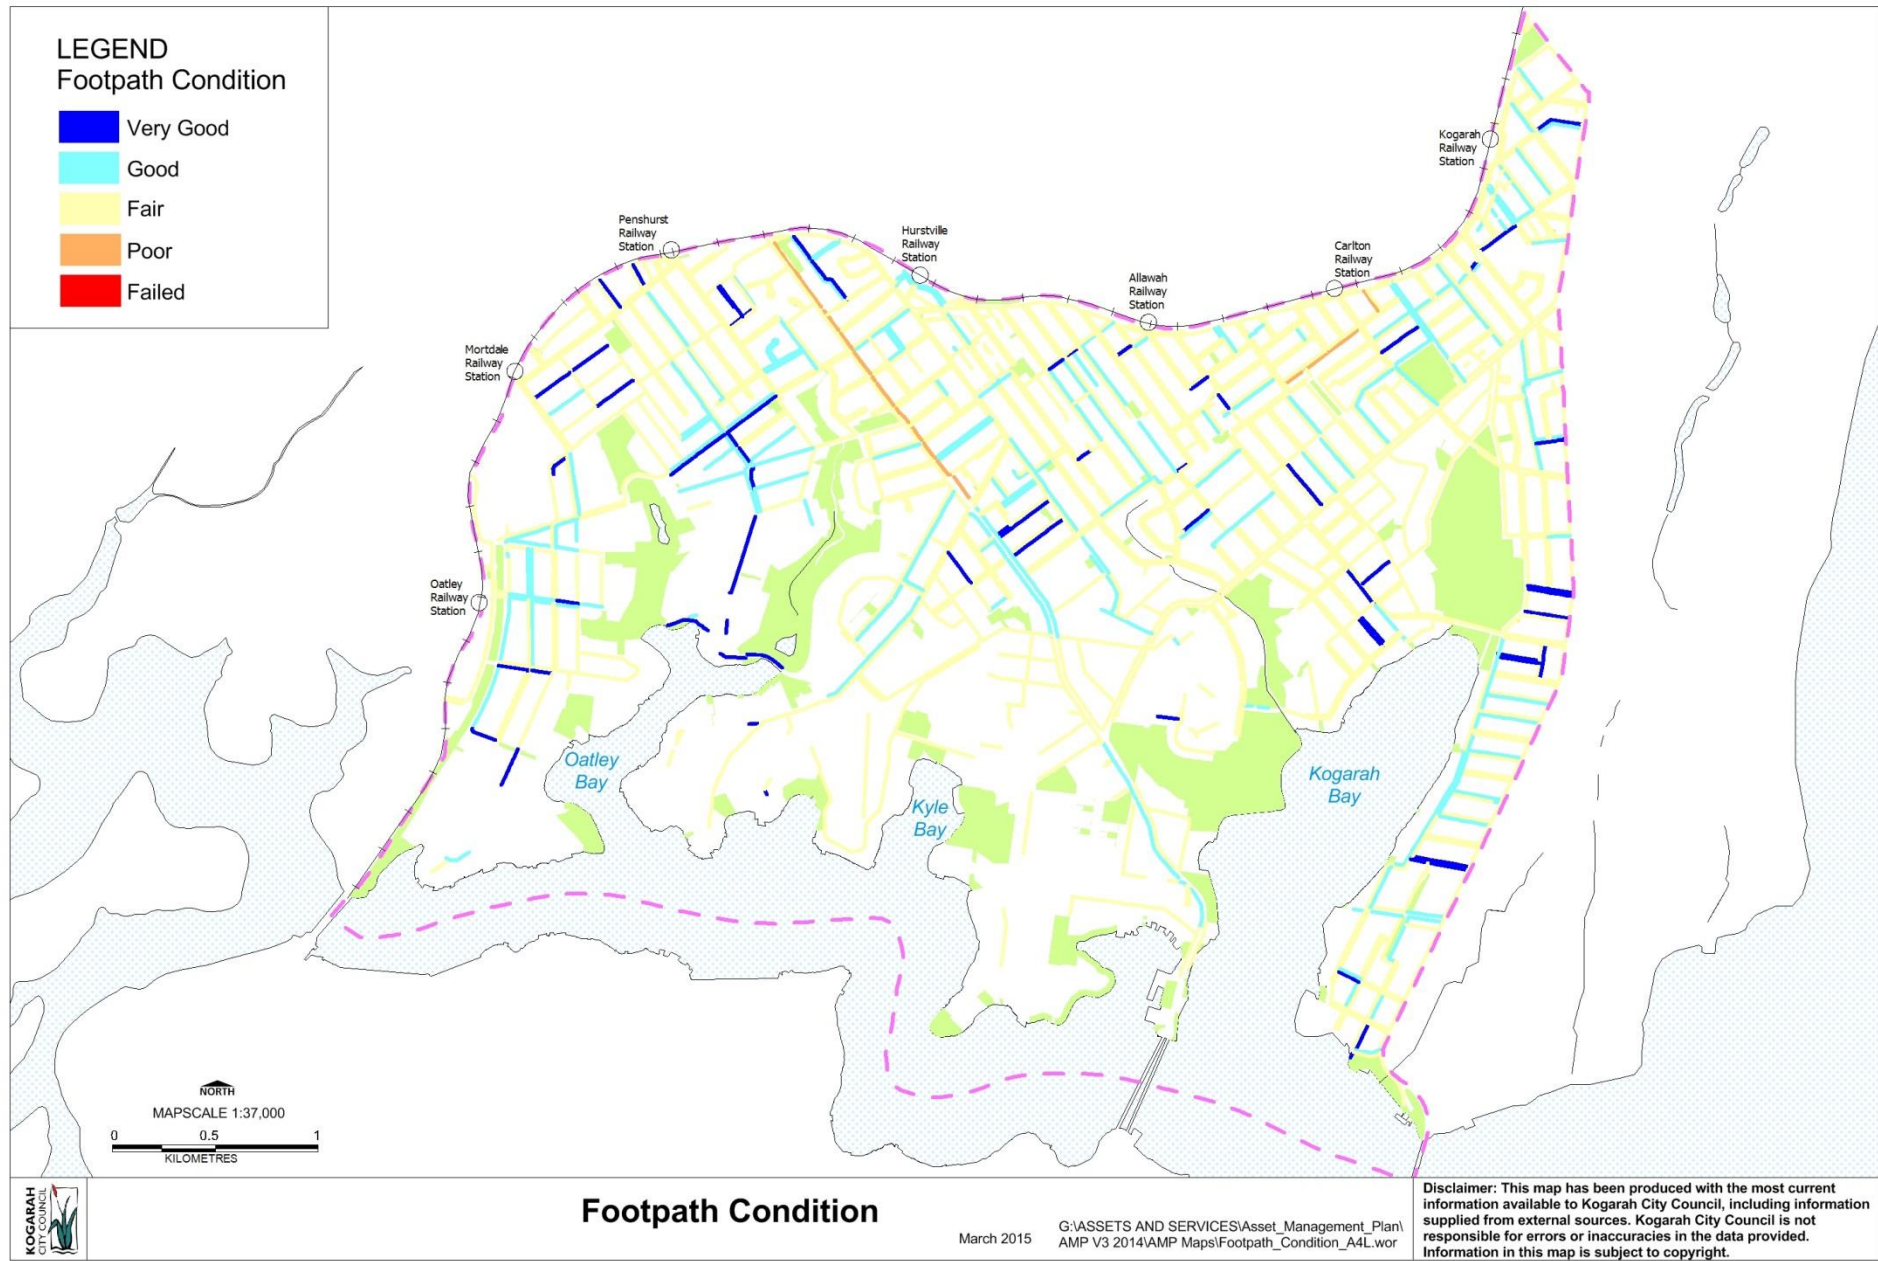 LEGEND
Footpath Condition
Very Good
Good
Fair
Poor
Failed
Kogarah
Railway
Station
Penshurst
Railway
Station
Hurstville
Railway
Station
Carlton
Railway
Station
Allawah
Railway
Station
Mortdale
Railway
Station
Oatley
Railway
Station
Oatley
Bay
Kyle
Bay
Kogarah
Bay
NORTH
MAPSCALE 1:37,000
0 0.5 1
KILOMETRES
KOGARAH
CITY COUNCIL
Footpath Condition
March 2015
G:\ASSETS AND SERVICES\Asset_Management_Plan\
AMP V3 2014\AMP Maps\Footpath_Condition_A4L.wor
Disclaimer: This map has been produced with the most current
information available to Kogarah City Council, including information
supplied from external sources. Kogarah City Council is not
responsible for errors or inaccuracies in the data provided.
Information in this map is subject to copyright.